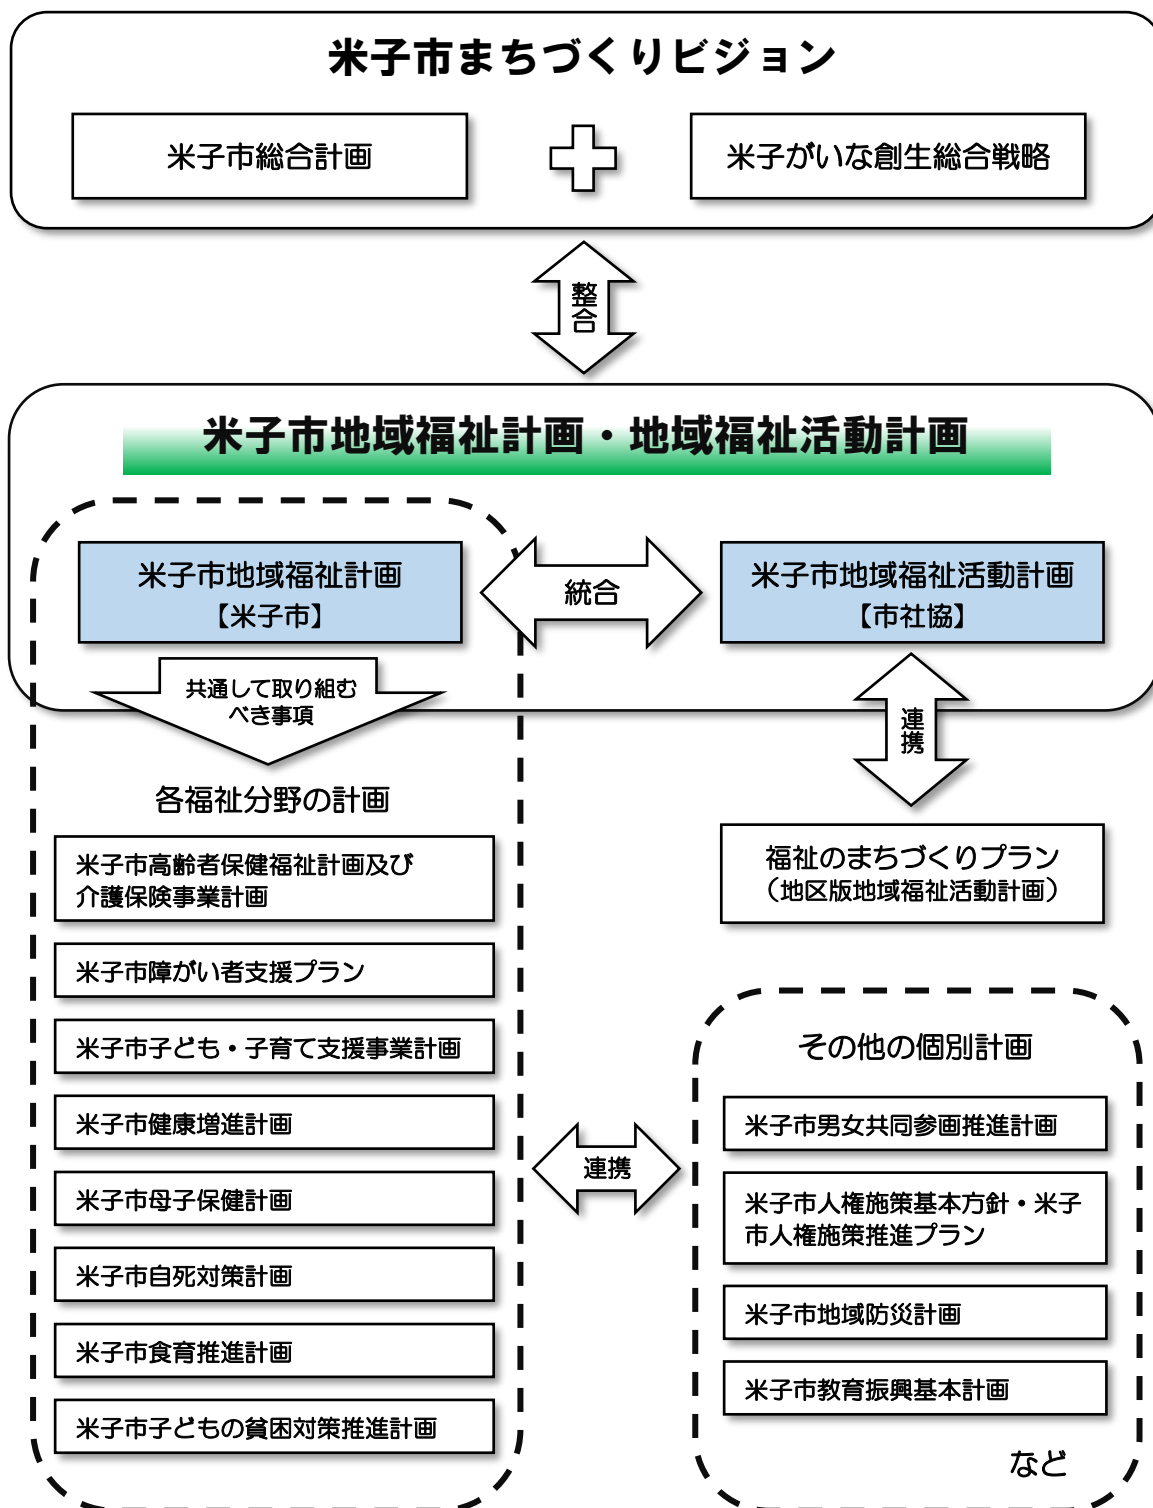 米子市まちづくりビジョン
米子市総合計画
米子がいな創生総合戦略
整合
米子市地域福祉計画・地域福祉活動計画
米子市地域福祉計画
【米子市】
統合
米子市地域福祉活動計画
【市社協】
共通して取り組む
べき事項
連携
各福祉分野の計画
米子市高齢者保健福祉計画及び
介護保険事業計画
米子市障がい者支援プラン
米子市子ども・子育て支援事業計画
米子市健康増進計画
米子市母子保健計画
米子市自死対策計画
米子市食育推進計画
米子市子どもの貧困対策推進計画
福祉のまちづくりプラン
（地区版地域福祉活動計画）
連携
その他の個別計画
米子市男女共同参画推進計画
米子市人権施策基本方針・米子
市人権施策推進プラン
米子市地域防災計画
米子市教育振興基本計画
など